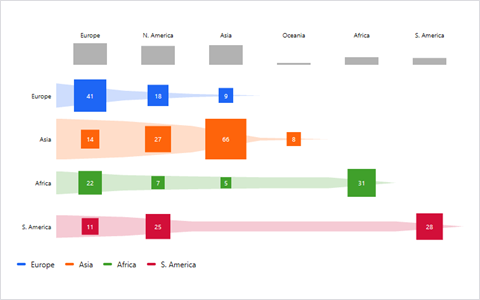 Europe N. America Asia Oceania Africa S. America
Europe 41 18 9
Asia 14 27 66 8
Africa 22 7 5 31
S. America 11 25 28
Europe Asia Africa S. America